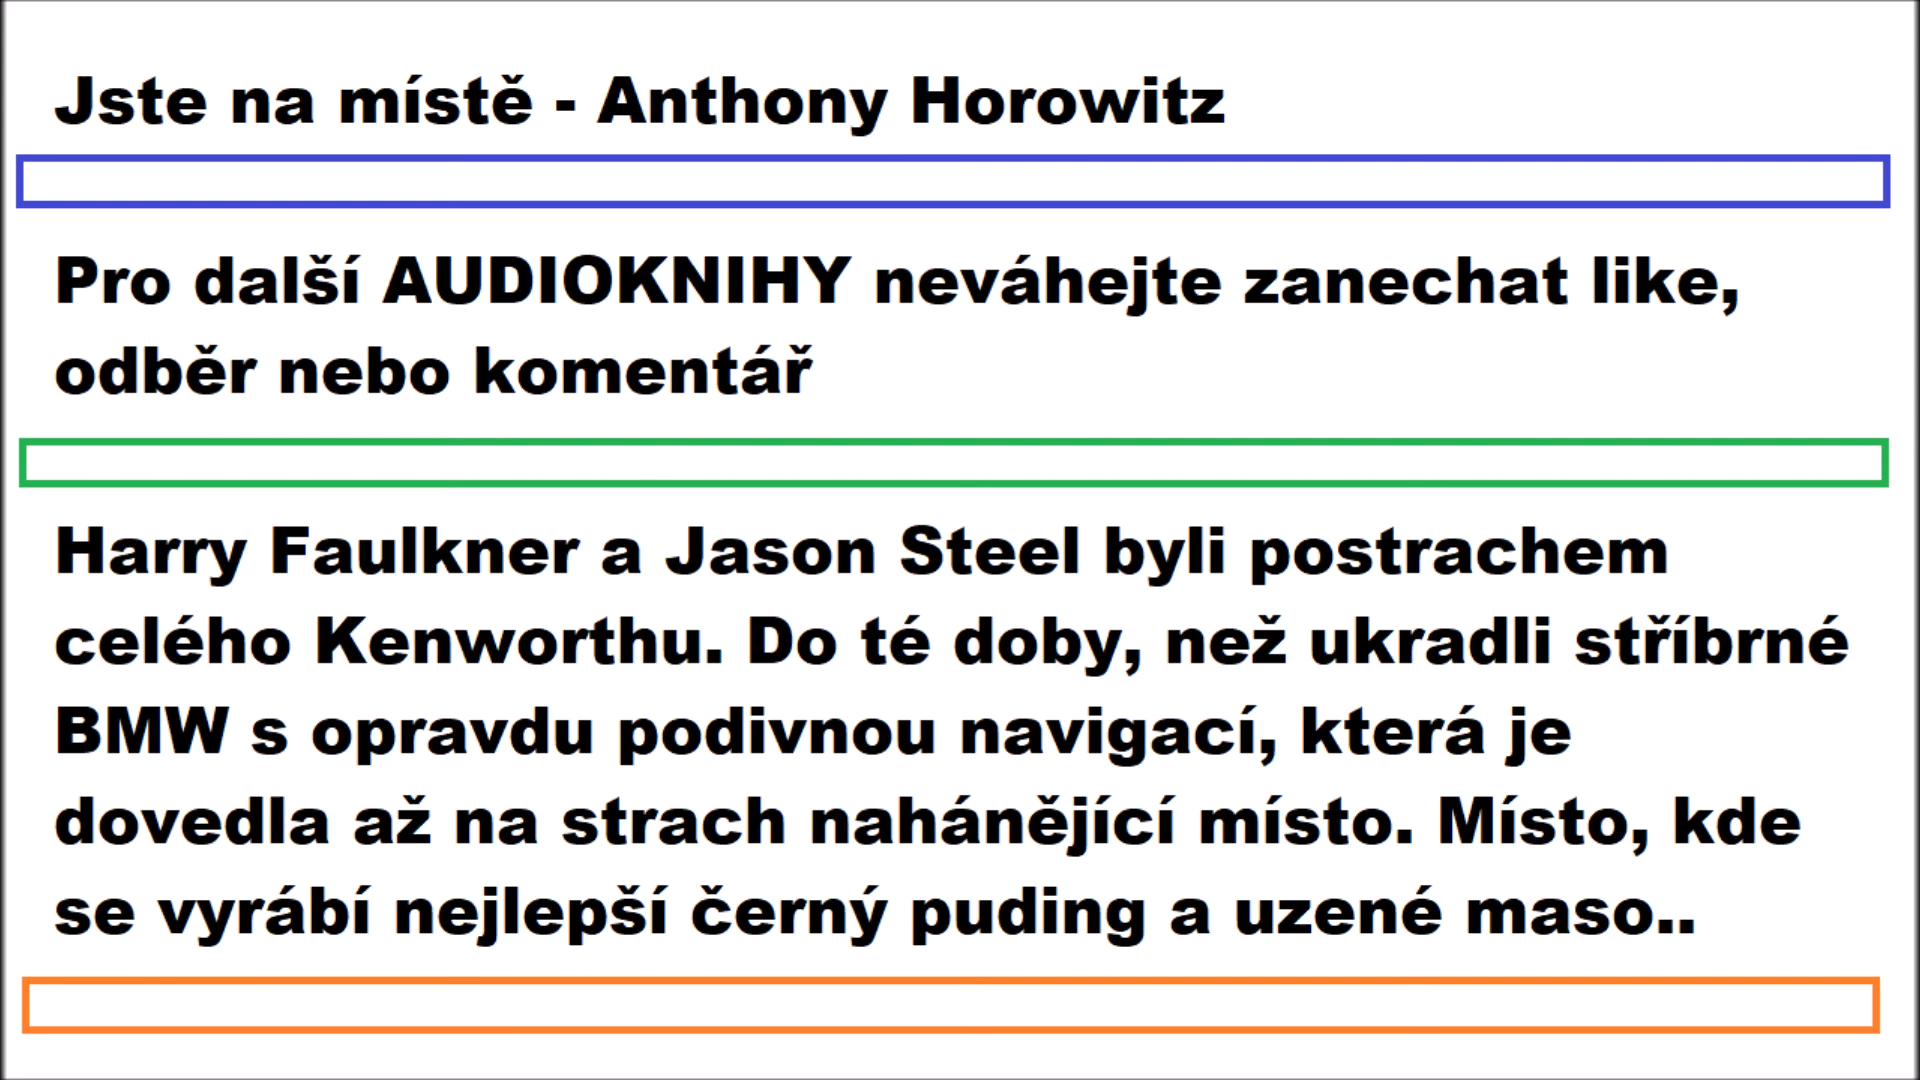 Jste na místě - Anthony Horowitz
Pro další AUDIOKNIHY neváhejte zanechat like,
odběr nebo komentář
Harry Faulkner a Jason Steel byli postrachem
celého Kenworthu. Do té doby, než ukradli stříbrné
BMW s opravdu podivnou navigací, která je
dovedla až na strach nahánějící místo. Místo, kde
se vyrábí nejlepší černý puding a uzené maso..